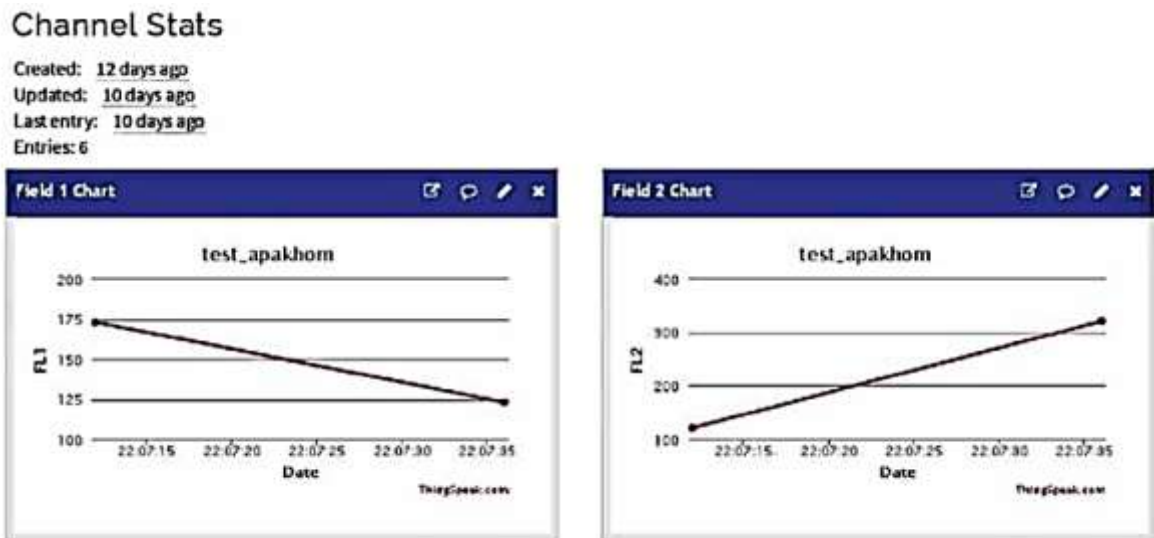 Channel Stats
Created: 12 days ago
Updated: 10 days ago
Last entry: 10 days ago
Entries: 6
Field 1 Chart
test_apakhom
200
175
150
125
100
FL1
22:07:15
22:07:20
22:07:25
22:07:30
22:07:35
Date
ThingSpeak.com
Field 2 Chart
test_apakhom
400
300
200
100
FL2
22:07:15
22:07:20
22:07:25
22:07:30
22:07:35
Date
ThingSpeak.com